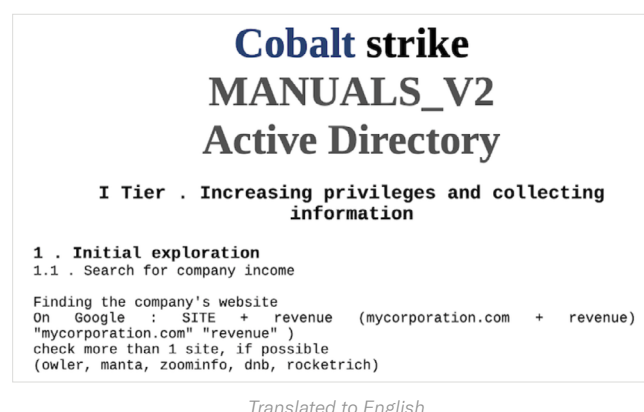 Cobalt strike
MANUALS_V2
Active Directory
I Tier . Increasing privileges and collecting
information
1 . Initial exploration
1.1 . Search for company income
Finding the company's website
On Google : SITE + revenue (mycorporation.com + revenue)
"mycorporation.com" "revenue" )
check more than 1 site, if possible
(owler, manta, zoominfo, dnb, rocketrich)
Translated to English